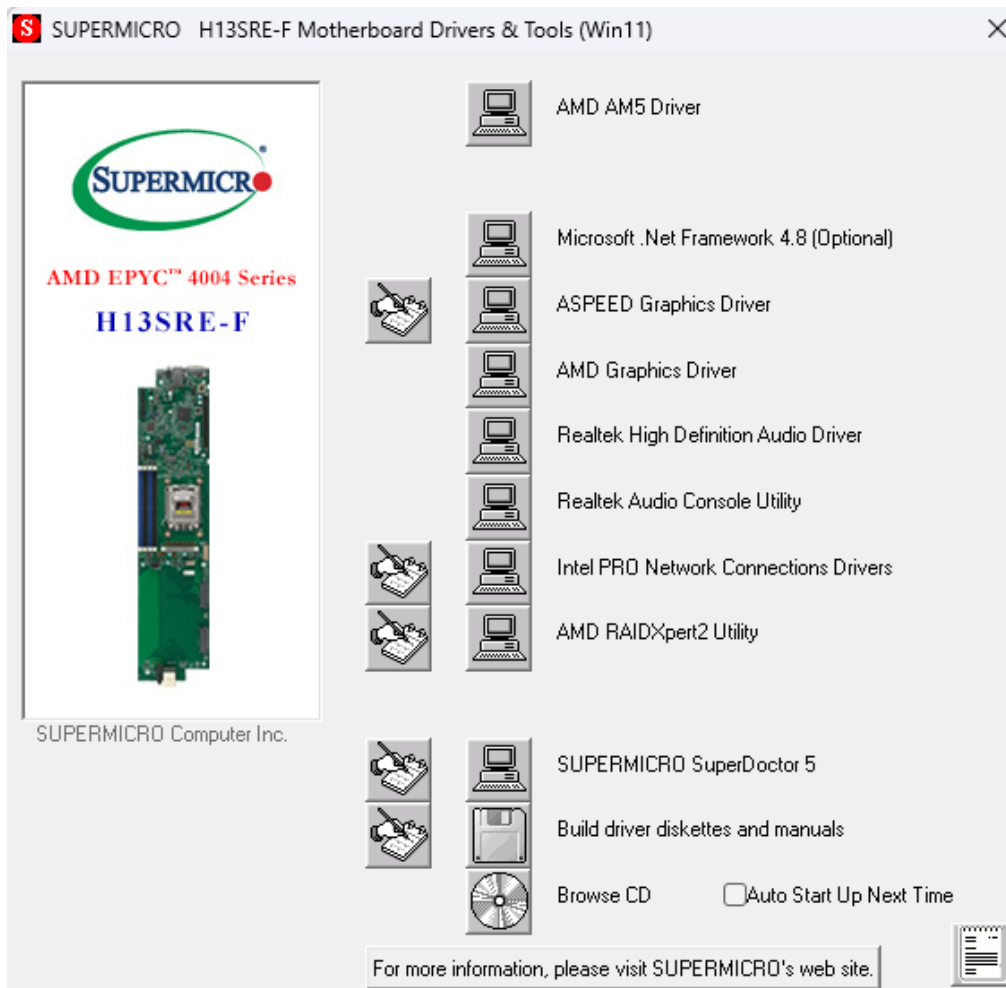 S SUPERMICRO H13SRE-F Motherboard Drivers & Tools (Win11)
SUPERMICRO
AMD EPYC™ 4004 Series
H13SRE-F
SUPERMICRO Computer Inc.
AMD AM5 Driver
Microsoft .Net Framework 4.8 (Optional)
ASPEED Graphics Driver
AMD Graphics Driver
Realtek High Definition Audio Driver
Realtek Audio Console Utility
Intel PRO Network Connections Drivers
AMD RAIDXpert2 Utility
SUPERMICRO SuperDoctor 5
Build driver diskettes and manuals
Browse CD Auto Start Up Next Time
For more information, please visit SUPERMICRO's web site.